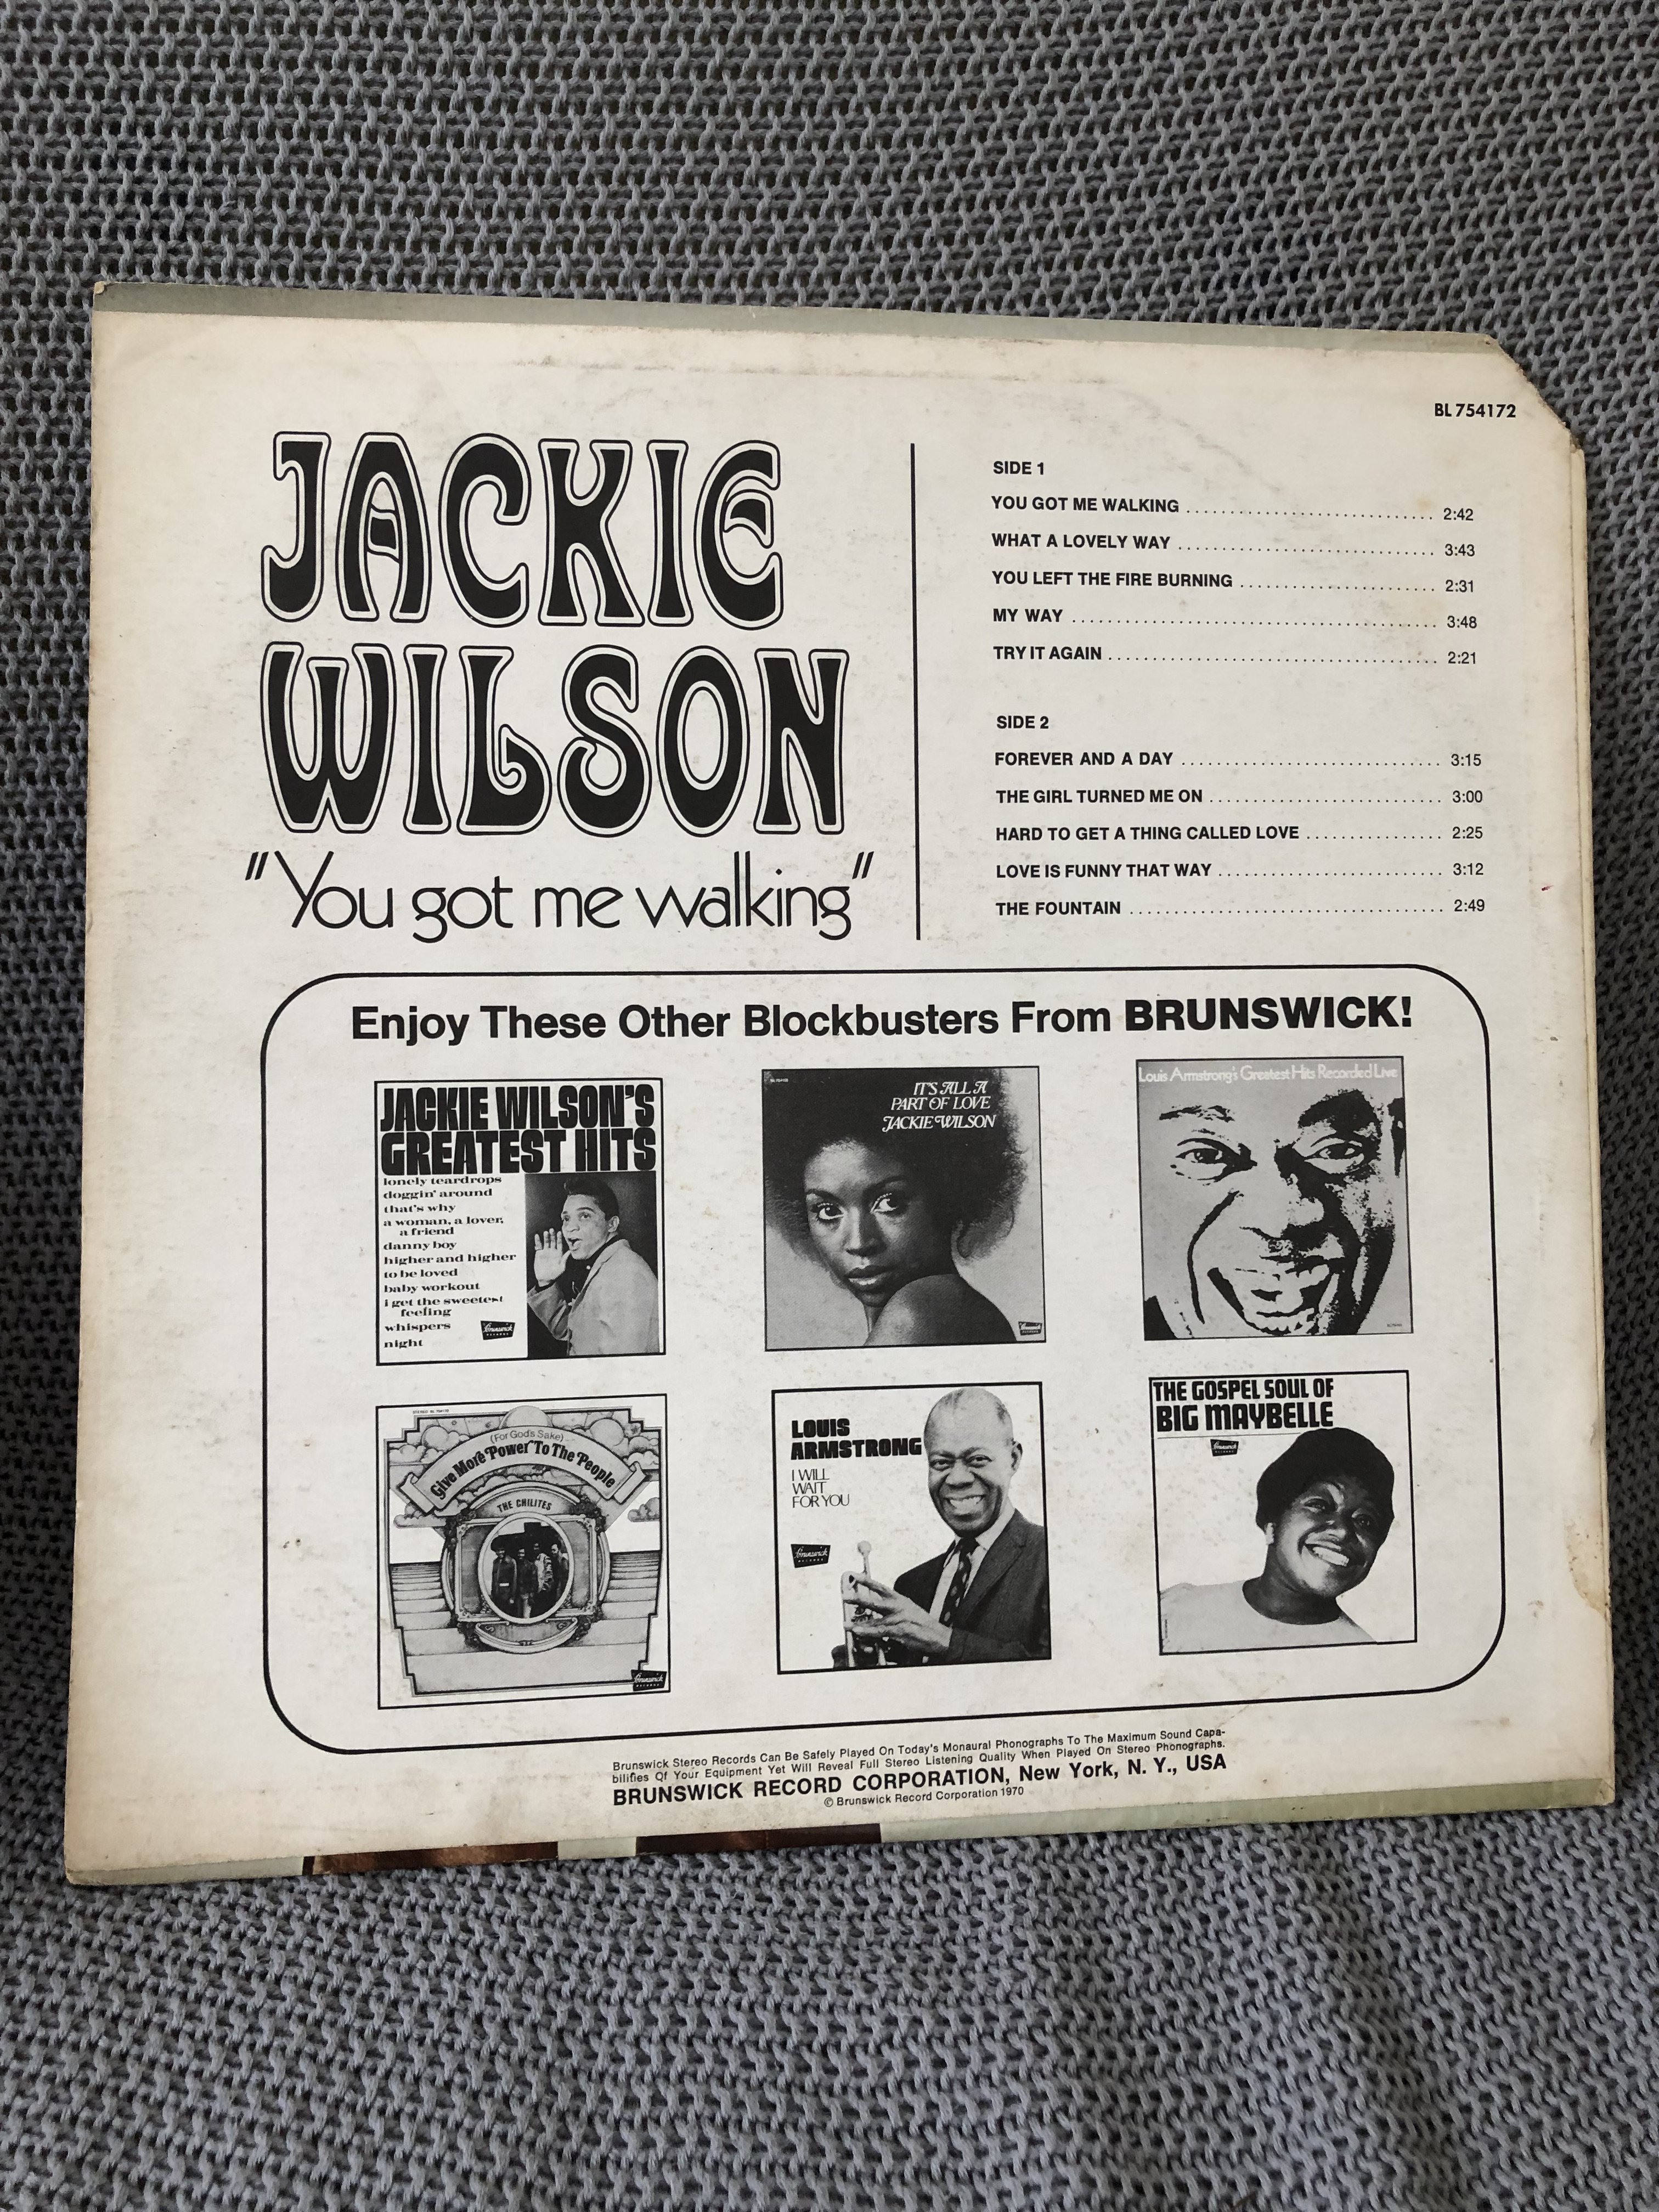 BL 754172
JACKIE
WILSON
"You got me walking"
SIDE 1
YOU GOT ME WALKING 2:42
WHAT A LOVELY WAY 3:43
YOU LEFT THE FIRE BURNING 2:31
MY WAY 3:48
TRY IT AGAIN 2:21
SIDE 2
FOREVER AND A DAY 3:15
THE GIRL TURNED ME ON 3:00
HARD TO GET A THING CALLED LOVE 2:25
LOVE IS FUNNY THAT WAY 3:12
THE FOUNTAIN 2:49
Enjoy These Other Blockbusters From BRUNSWICK!
JACKIE WILSON'S
GREATEST HITS
lonely teardrops
doggin' around
that's why
a woman, a lover,
a friend
danny boy
higher and higher
to be loved
baby workout
i get the sweetest
feeling
whispers
night
Brunswick
RECORDS
IT'S ALL A
PART OF LOVE
JACKIE WILSON
Brunswick
Louis Armstrong's Greatest Hits Recorded Live
(For God's Sake)
Give More Power To The People
THE CHILITES
Brunswick
RECORDS
LOUIS
ARMSTRONG
I WILL
WAIT
FOR YOU
Brunswick
RECORDS
THE GOSPEL SOUL OF
BIG MAYBELLE
Brunswick
Brunswick Stereo Records Can Be Safely Played On Today's Monaural Phonographs To The Maximum Sound Capa-
bilities Of Your Equipment Yet Will Reveal Full Stereo Listening Quality When Played On Stereo Phonographs.
BRUNSWICK RECORD CORPORATION, New York, N. Y., USA
© Brunswick Record Corporation 1970